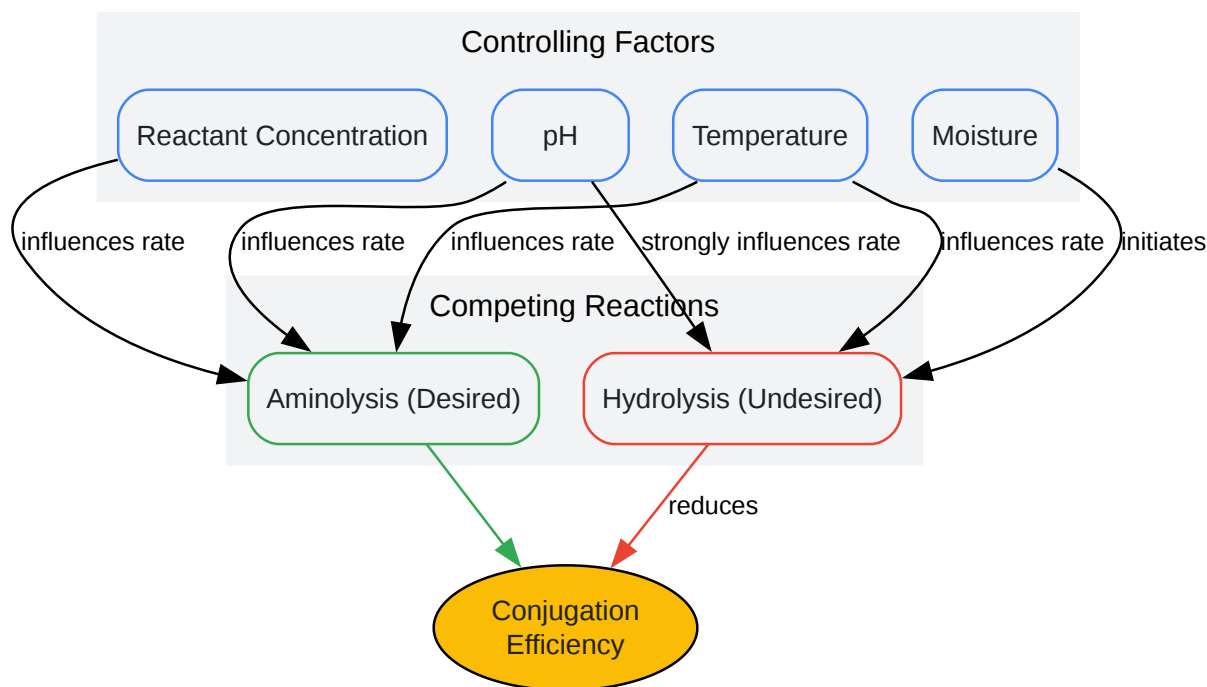 Controlling Factors
Reactant Concentration
pH
Temperature
Moisture
influences rate
influences rate
influences rate
strongly influences rate
influences rate
initiates
Competing Reactions
Aminolysis (Desired)
Hydrolysis (Undesired)
reduces
Conjugation
Efficiency